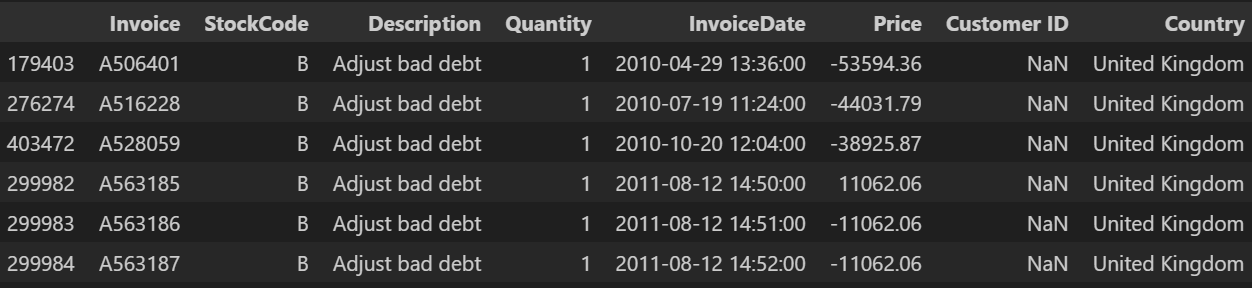 Invoice StockCode Description Quantity InvoiceDate Price Customer ID Country
179403 A506401 B Adjust bad debt 1 2010-04-29 13:36:00 -53594.36 NaN United Kingdom
276274 A516228 B Adjust bad debt 1 2010-07-19 11:24:00 -44031.79 NaN United Kingdom
403472 A528059 B Adjust bad debt 1 2010-10-20 12:04:00 -38925.87 NaN United Kingdom
299982 A563185 B Adjust bad debt 1 2011-08-12 14:50:00 11062.06 NaN United Kingdom
299983 A563186 B Adjust bad debt 1 2011-08-12 14:51:00 -11062.06 NaN United Kingdom
299984 A563187 B Adjust bad debt 1 2011-08-12 14:52:00 -11062.06 NaN United Kingdom